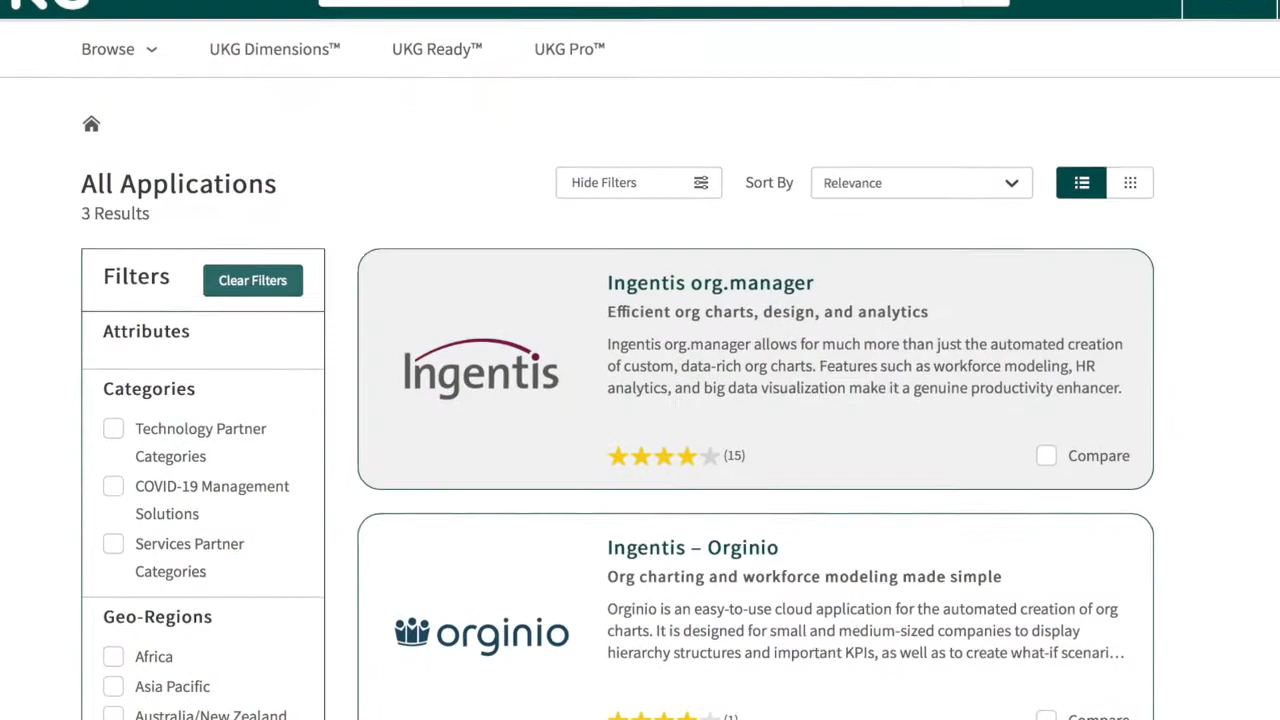 Browse
UKG Dimensions™
UKG Ready™
UKG Pro™
All Applications
3 Results
Hide Filters
Sort By
Relevance
Filters
Clear Filters
Attributes
Categories
Technology Partner
Categories
COVID-19 Management
Solutions
Services Partner
Categories
Geo-Regions
Africa
Asia Pacific
Australia/New Zealand
Ingentis
Ingentis org.manager
Efficient org charts, design, and analytics
Ingentis org.manager allows for much more than just the automated creation
of custom, data-rich org charts. Features such as workforce modeling, HR
analytics, and big data visualization make it a genuine productivity enhancer.
(15)
Compare
orginio
Ingentis – Orginio
Org charting and workforce modeling made simple
Orginio is an easy-to-use cloud application for the automated creation of org
charts. It is designed for small and medium-sized companies to display
hierarchy structures and important KPIs, as well as to create what-if scenari...
(1)
Compare